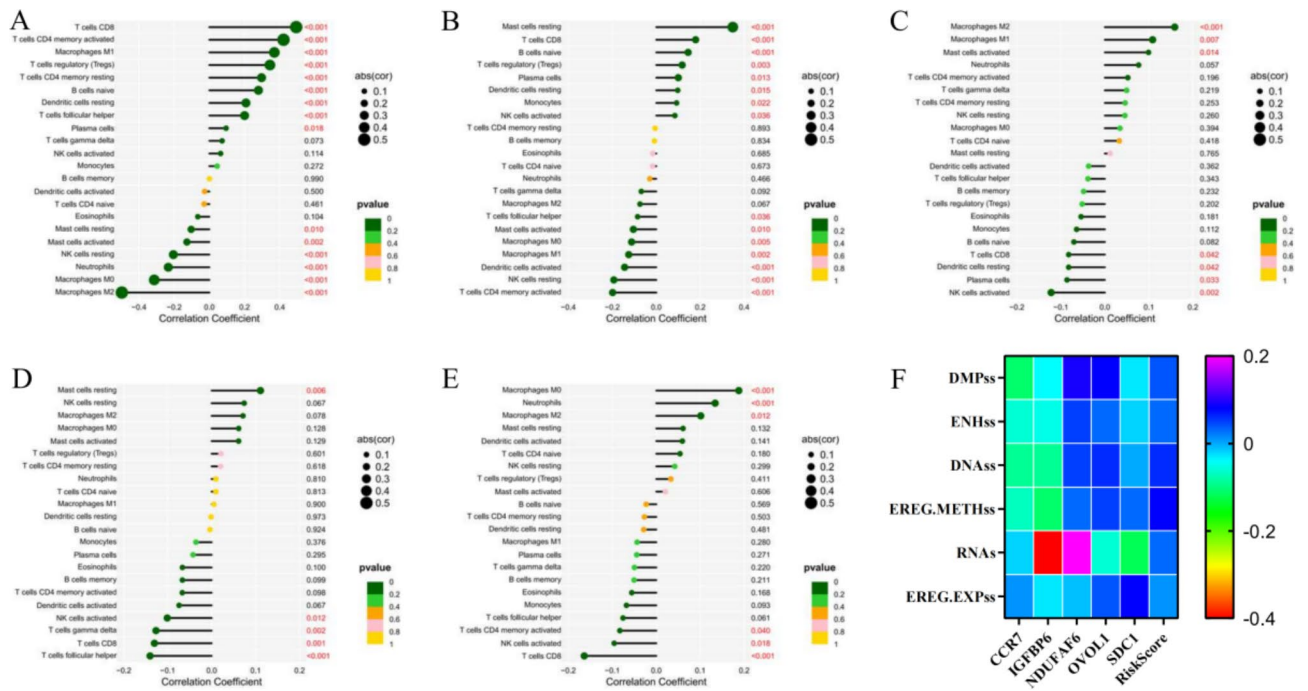 A
T cells CD8 <0.001
T cells CD4 memory activated <0.001
Macrophages M1 <0.001
T cells regulatory (Tregs) <0.001
T cells CD4 memory resting <0.001
B cells naive <0.001
Dendritic cells resting <0.001
T cells follicular helper <0.001
Plasma cells 0.018
T cells gamma delta 0.073
NK cells activated 0.114
Monocytes 0.272
B cells memory 0.990
Dendritic cells activated 0.500
T cells CD4 naive 0.461
Eosinophils 0.104
Mast cells resting 0.010
Mast cells activated 0.002
NK cells resting <0.001
Neutrophils <0.001
Macrophages M0 <0.001
Macrophages M2 <0.001
−0.4 −0.2 0.0 0.2 0.4
Correlation Coefficient
abs(cor)
0.1
0.2
0.3
0.4
0.5
pvalue
0
0.2
0.4
0.6
0.8
1
B
Mast cells resting <0.001
T cells CD8 <0.001
B cells naive <0.001
T cells regulatory (Tregs) 0.003
Plasma cells 0.013
Dendritic cells resting 0.015
Monocytes 0.022
NK cells activated 0.036
T cells CD4 memory resting 0.893
B cells memory 0.834
Eosinophils 0.685
T cells CD4 naive 0.673
Neutrophils 0.466
T cells gamma delta 0.092
Macrophages M2 0.067
T cells follicular helper 0.036
Mast cells activated 0.010
Macrophages M0 0.005
Macrophages M1 0.002
Dendritic cells activated <0.001
NK cells resting <0.001
T cells CD4 memory activated <0.001
−0.4 −0.2 0.0 0.2 0.4
Correlation Coefficient
abs(cor)
0.1
0.2
0.3
0.4
0.5
pvalue
0
0.2
0.4
0.6
0.8
1
C
Macrophages M2 <0.001
Macrophages M1 0.007
Mast cells activated 0.014
Neutrophils 0.057
T cells CD4 memory activated 0.196
T cells gamma delta 0.219
T cells CD4 memory resting 0.253
NK cells resting 0.260
Macrophages M0 0.394
T cells CD4 naive 0.418
Mast cells resting 0.765
Dendritic cells activated 0.362
T cells follicular helper 0.343
B cells memory 0.232
T cells regulatory (Tregs) 0.202
Eosinophils 0.181
Monocytes 0.112
B cells naive 0.082
T cells CD8 0.042
Dendritic cells resting 0.042
Plasma cells 0.033
NK cells activated 0.002
−0.2 −0.1 0.0 0.1 0.2
Correlation Coefficient
abs(cor)
0.1
0.2
0.3
0.4
0.5
pvalue
0
0.2
0.4
0.6
0.8
1
D
Mast cells resting 0.006
NK cells resting 0.067
Macrophages M2 0.078
Macrophages M0 0.128
Mast cells activated 0.129
T cells regulatory (Tregs) 0.601
T cells CD4 memory resting 0.618
Neutrophils 0.810
T cells CD4 naive 0.813
Macrophages M1 0.900
Dendritic cells resting 0.973
B cells naive 0.924
Monocytes 0.376
Plasma cells 0.295
Eosinophils 0.100
B cells memory 0.099
T cells CD4 memory activated 0.098
Dendritic cells activated 0.067
NK cells activated 0.012
T cells gamma delta 0.002
T cells CD8 0.001
T cells follicular helper <0.001
−0.2 −0.1 0.0 0.1 0.2
Correlation Coefficient
abs(cor)
0.1
0.2
0.3
0.4
0.5
pvalue
0
0.2
0.4
0.6
0.8
1
E
Macrophages M0 <0.001
Neutrophils <0.001
Macrophages M2 0.012
Mast cells resting 0.132
Dendritic cells activated 0.141
T cells CD4 naive 0.180
NK cells resting 0.299
T cells regulatory (Tregs) 0.411
Mast cells activated 0.606
B cells naive 0.569
T cells CD4 memory resting 0.503
Dendritic cells resting 0.481
Macrophages M1 0.280
Plasma cells 0.271
T cells gamma delta 0.220
B cells memory 0.211
Eosinophils 0.168
Monocytes 0.093
T cells follicular helper 0.061
T cells CD4 memory activated 0.040
NK cells activated 0.018
T cells CD8 <0.001
−0.2 −0.1 0.0 0.1 0.2
Correlation Coefficient
abs(cor)
0.1
0.2
0.3
0.4
0.5
pvalue
0
0.2
0.4
0.6
0.8
1
F
DMPss
ENHss
DNAss
EREG.METHss
RNAs
EREG.EXPss
CCR7
IGFBP6
NDUFAF6
OVOL1
SDC1
RiskScore
0.2
0
-0.2
-0.4